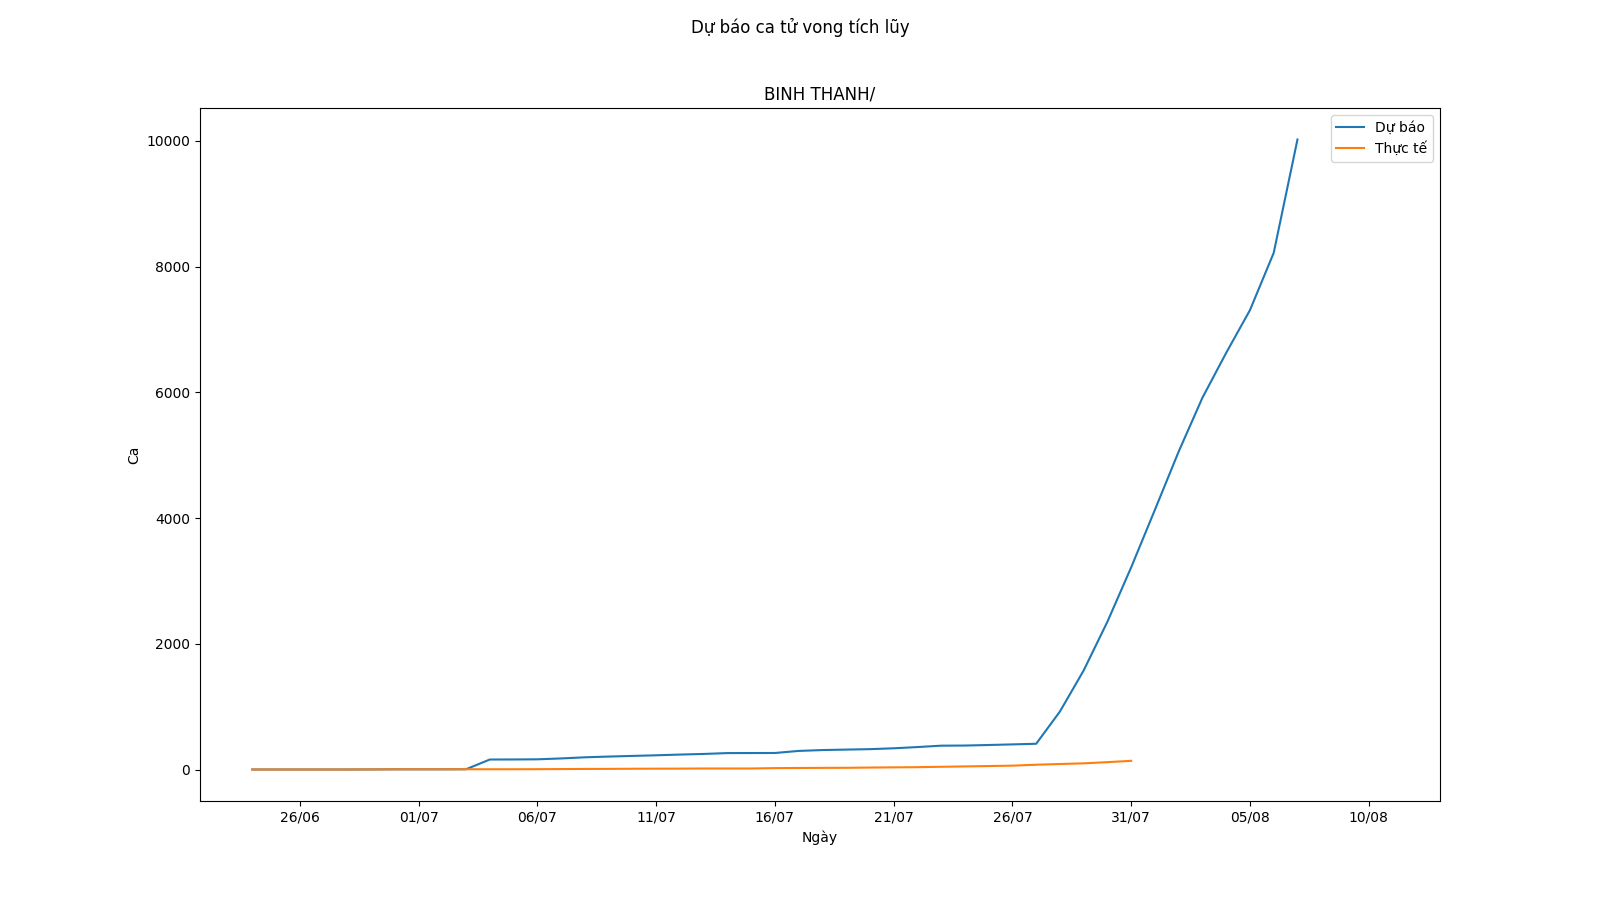 Dự báo ca tử vong tích lũy
BINH THANH/
Dự báo
Thực tế
10000
8000
6000
4000
2000
0
Ca
26/06 01/07 06/07 11/07 16/07 21/07 26/07 31/07 05/08 10/08
Ngày